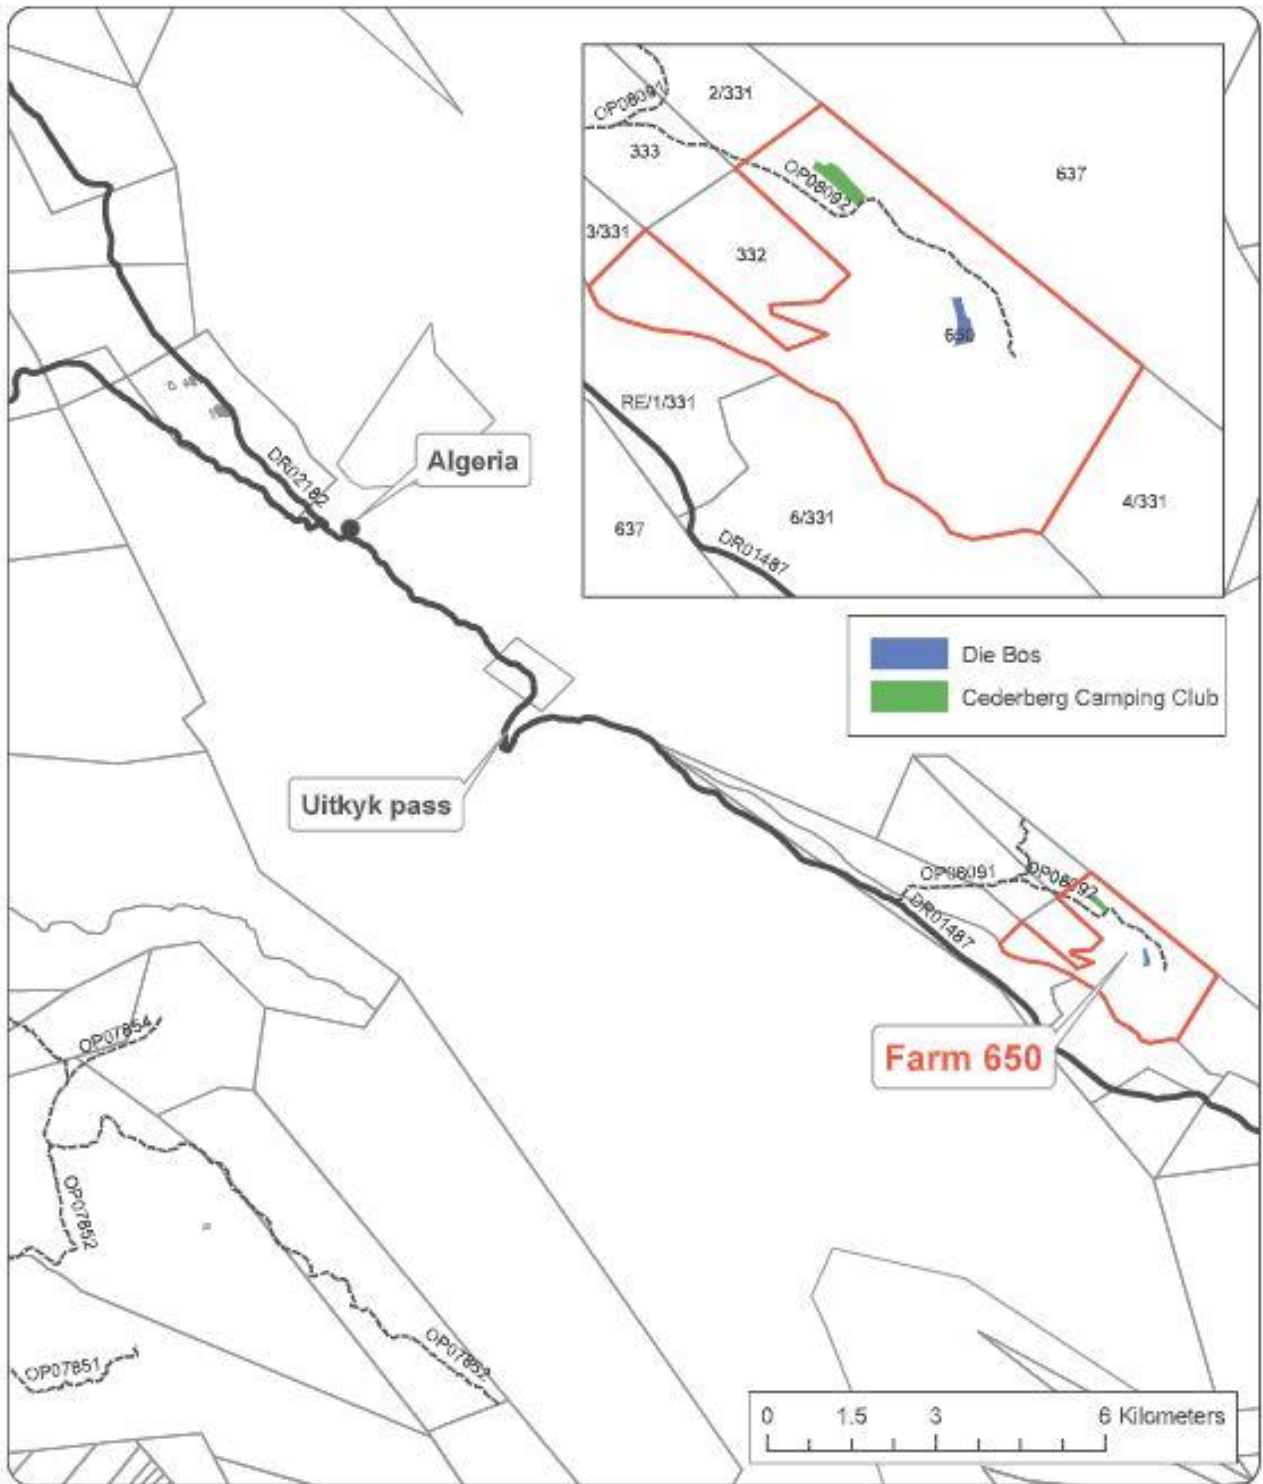 OP08091
2/331
333
OP08092
637
3/331
332
650
RE/1/331
4/331
6/331
637
DR01487
Algeria
DR02182
Die Bos
Cederberg Camping Club
Uitkyk pass
OP08091
OP08092
DR01487
Farm 650
OP07854
OP07852
OP07852
OP07851
0 1.5 3 6 Kilometers